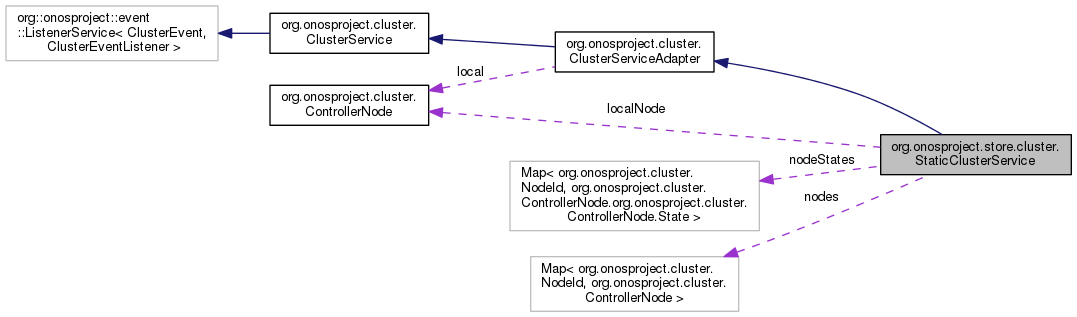 org::onosproject::event
::ListenerService< ClusterEvent,
ClusterEventListener >
org.onosproject.cluster.
ClusterService
org.onosproject.cluster.
ClusterServiceAdapter
local
org.onosproject.cluster.
ControllerNode
localNode
org.onosproject.store.cluster.
StaticClusterService
nodeStates
Map< org.onosproject.cluster.
NodeId, org.onosproject.cluster.
ControllerNode.org.onosproject.cluster.
ControllerNode.State >
nodes
Map< org.onosproject.cluster.
NodeId, org.onosproject.cluster.
ControllerNode >